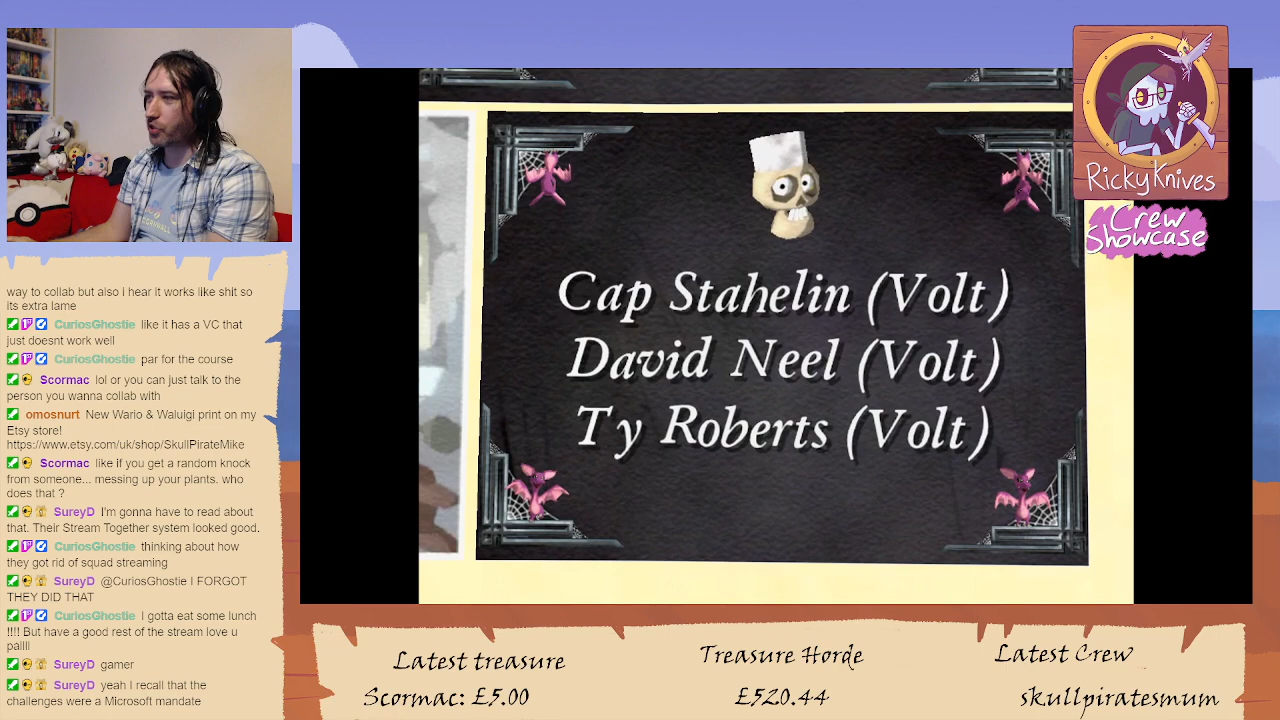 way to collab but also i hear it works like shit so
its extra lame
CuriosGhostie like it has a VC that
just doesnt work well
CuriosGhostie par for the course
Scormac lol or you can just talk to the
person you wanna collab with
omosnurt New Wario & Waluigi print on my
Etsy store!
https://www.etsy.com/uk/shop/SkullPirateMike
Scormac like if you get a random knock
from someone... messing up your plants. who
does that ?
SureyD I'm gonna have to read about
that. Their Stream Together system looked good.
CuriosGhostie thinking about how
they got rid of squad streaming
SureyD @CuriosGhostie I FORGOT
THEY DID THAT
CuriosGhostie I gotta eat some lunch
!!!! But have a good rest of the stream love u
pallll
SureyD gamer
SureyD yeah I recall that the
challenges were a Microsoft mandate
Cap Stahelin (Volt)
David Neel (Volt)
Ty Roberts (Volt)
RickyKnives
Crew
Showcase
Latest treasure
Scormac: £5.00
Treasure Horde
£520.44
Latest Crew
skullpiratesmum